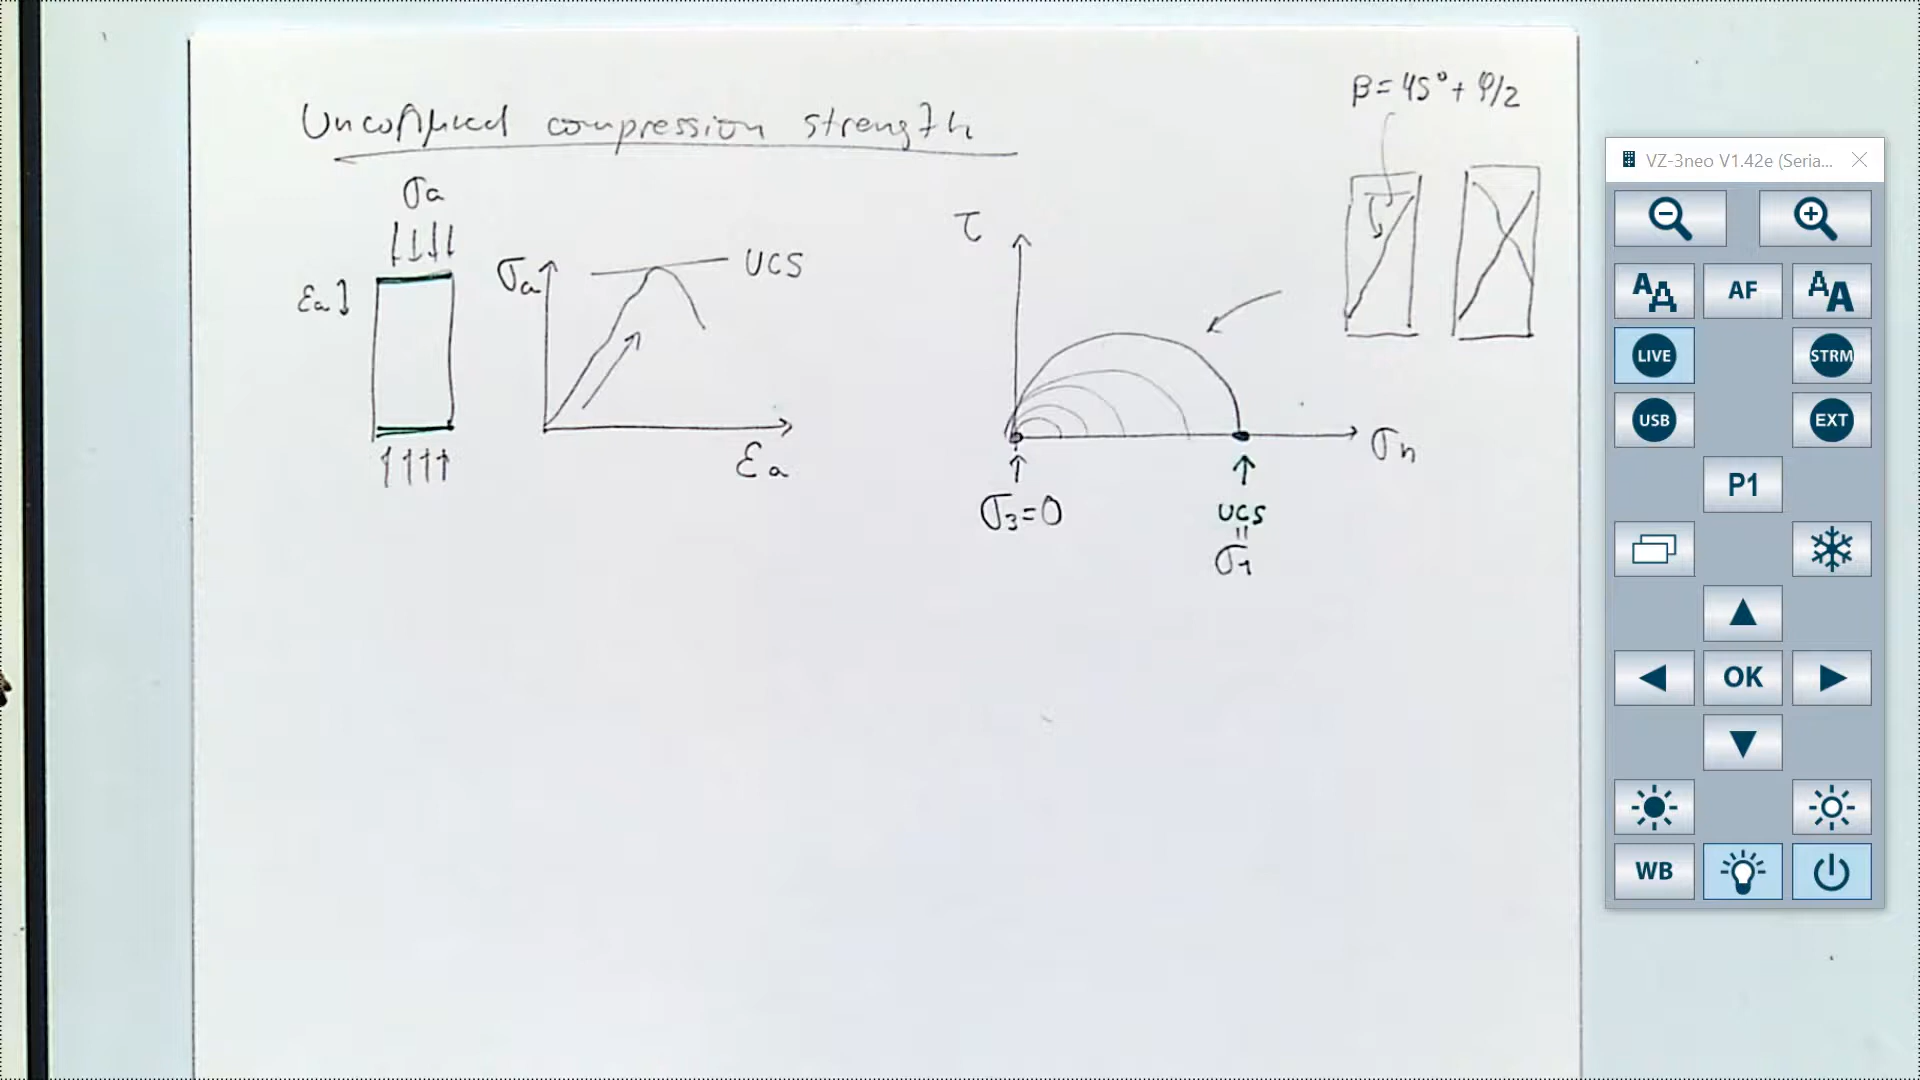 Unconfined compression strength
β = 45° + φ/2
σa
εa
σa
UCS
εa
τ
σn
σ3 = 0
UCS
=
σ1
VZ-3neo V1.42e (Seria...
A A
AF
A A
LIVE
STRM
USB
EXT
P1
OK
WB